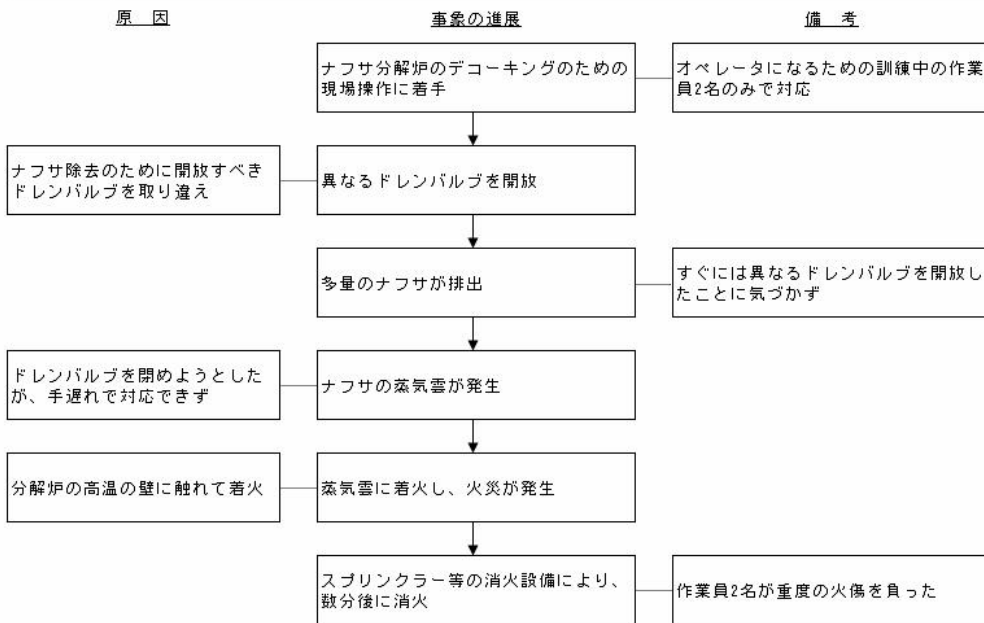 原　因
事象の進展
備　考
ナフサ分解炉のデコーキングのための
現場操作に着手
オペレータになるための訓練中の作業
員2名のみで対応
ナフサ除去のために開放すべき
ドレンバルブを取り違え
異なるドレンバルブを開放
多量のナフサが排出
すぐには異なるドレンバルブを開放し
たことに気づかず
ドレンバルブを閉めようとした
が、手遅れで対応できず
ナフサの蒸気雲が発生
分解炉の高温の壁に触れて着火
蒸気雲に着火し、火災が発生
スプリンクラー等の消火設備により、
数分後に消火
作業員2名が重度の火傷を負った